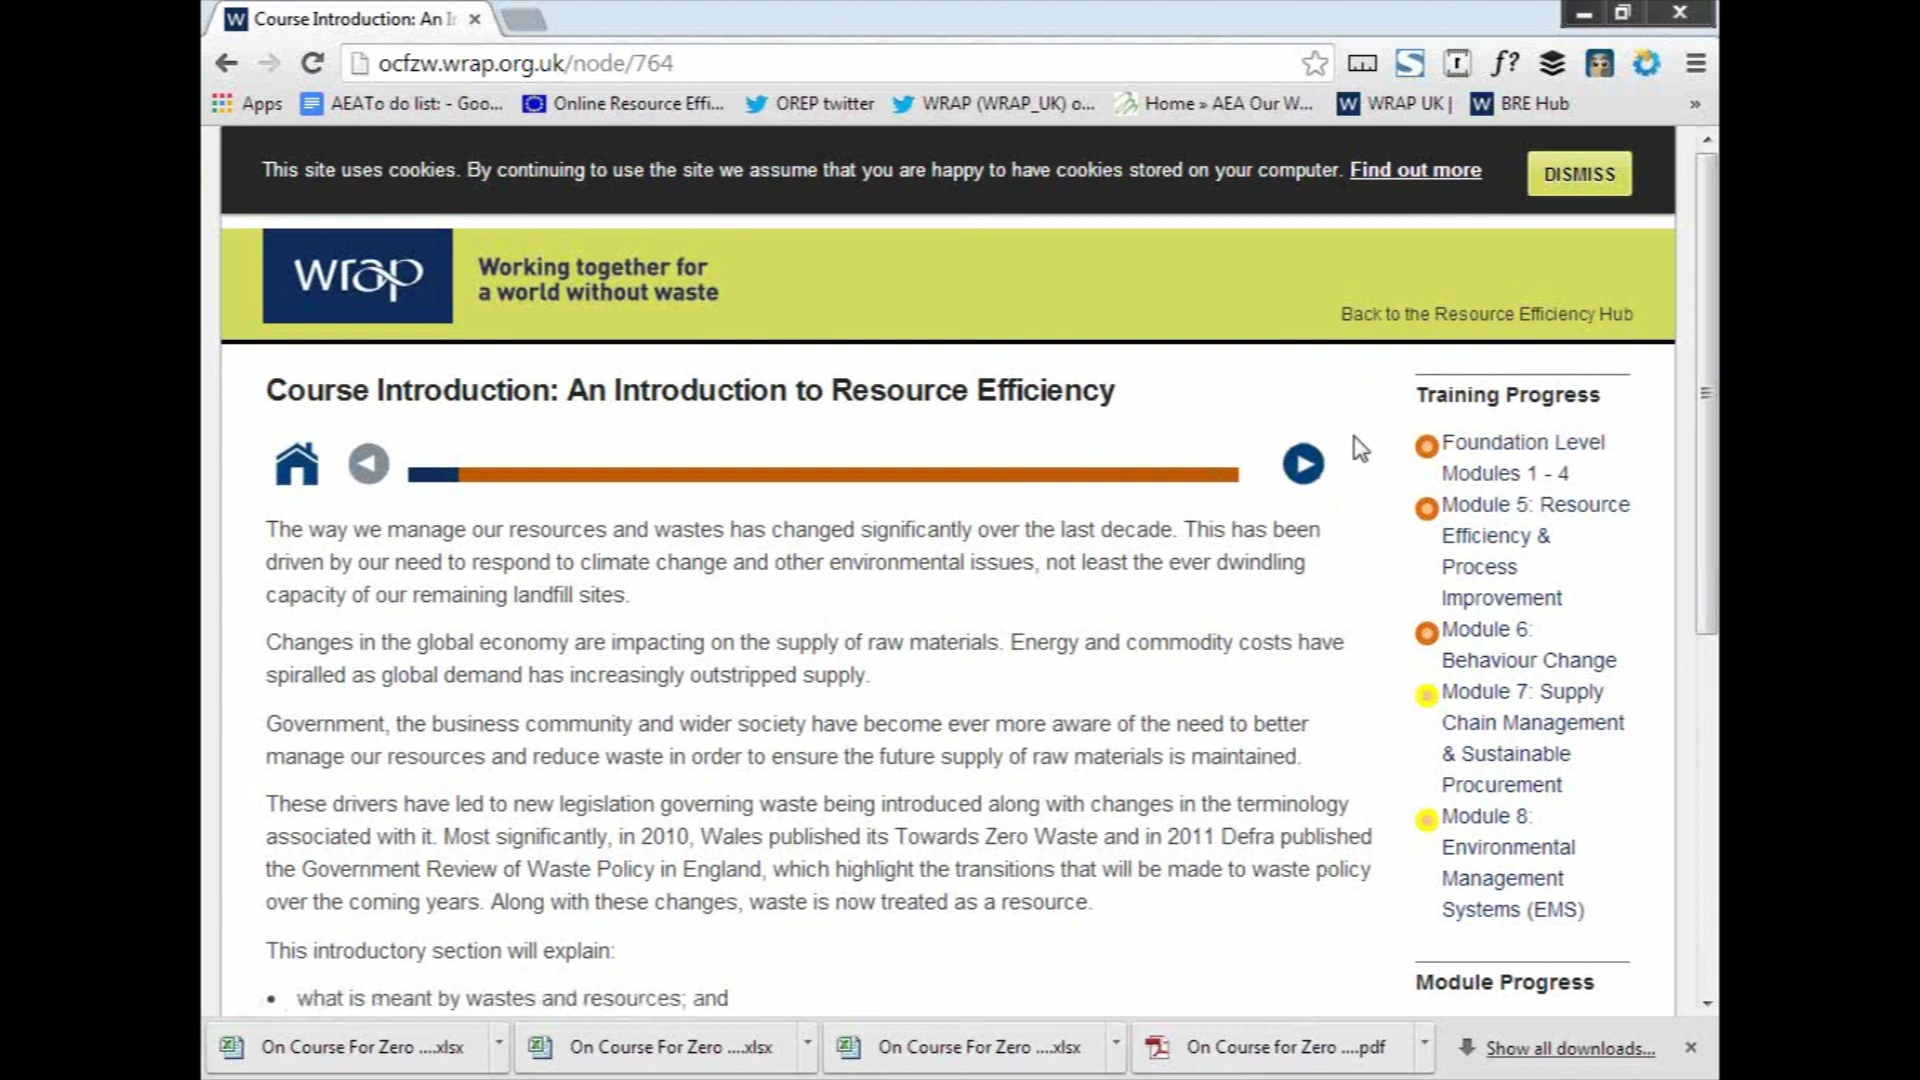 W Course Introduction: An I
ocfzw.wrap.org.uk/node/764
Apps AEATo do list: - Goo... Online Resource Effi... OREP twitter WRAP (WRAP_UK) o... Home » AEA Our W... W WRAP UK | W BRE Hub »
This site uses cookies. By continuing to use the site we assume that you are happy to have cookies stored on your computer. Find out more
DISMISS
wrap
Working together for
a world without waste
Back to the Resource Efficiency Hub
Course Introduction: An Introduction to Resource Efficiency
The way we manage our resources and wastes has changed significantly over the last decade. This has been
driven by our need to respond to climate change and other environmental issues, not least the ever dwindling
capacity of our remaining landfill sites.
Changes in the global economy are impacting on the supply of raw materials. Energy and commodity costs have
spiralled as global demand has increasingly outstripped supply.
Government, the business community and wider society have become ever more aware of the need to better
manage our resources and reduce waste in order to ensure the future supply of raw materials is maintained.
These drivers have led to new legislation governing waste being introduced along with changes in the terminology
associated with it. Most significantly, in 2010, Wales published its Towards Zero Waste and in 2011 Defra published
the Government Review of Waste Policy in England, which highlight the transitions that will be made to waste policy
over the coming years. Along with these changes, waste is now treated as a resource.
This introductory section will explain:
• what is meant by wastes and resources; and
Training Progress
Foundation Level
Modules 1 - 4
Module 5: Resource
Efficiency &
Process
Improvement
Module 6:
Behaviour Change
Module 7: Supply
Chain Management
& Sustainable
Procurement
Module 8:
Environmental
Management
Systems (EMS)
Module Progress
On Course For Zero ....xlsx
On Course For Zero ....xlsx
On Course For Zero ....xlsx
On Course for Zero ....pdf
Show all downloads...